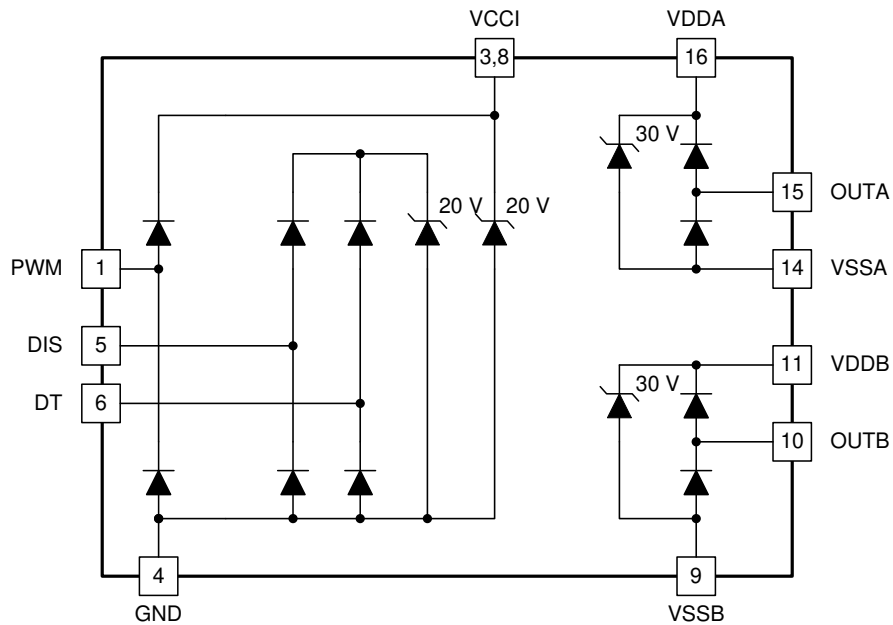 VCCI
VDDA
3,8
16
30 V
20 V
20 V
15
OUTA
PWM
1
14
VSSA
DIS
5
11
VDDB
DT
6
30 V
10
OUTB
4
9
GND
VSSB